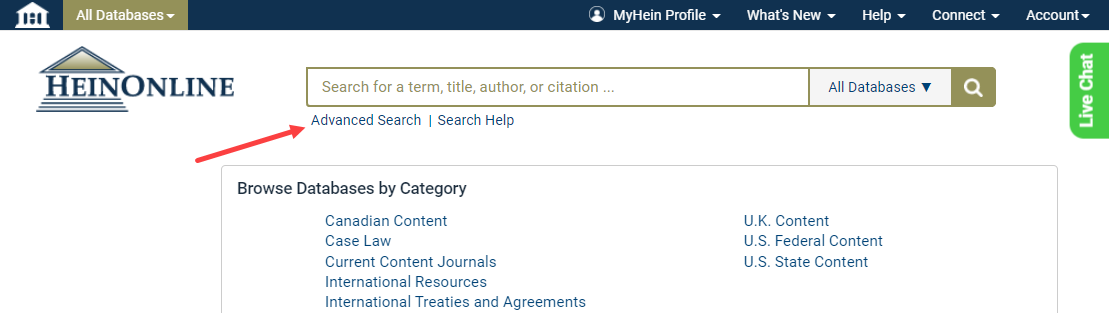 All Databases
MyHein Profile
What's New
Help
Connect
Account
HEINONLINE
Search for a term, title, author, or citation ...
All Databases ▼
Advanced Search | Search Help
Live Chat
Browse Databases by Category
Canadian Content
Case Law
Current Content Journals
International Resources
International Treaties and Agreements
U.K. Content
U.S. Federal Content
U.S. State Content